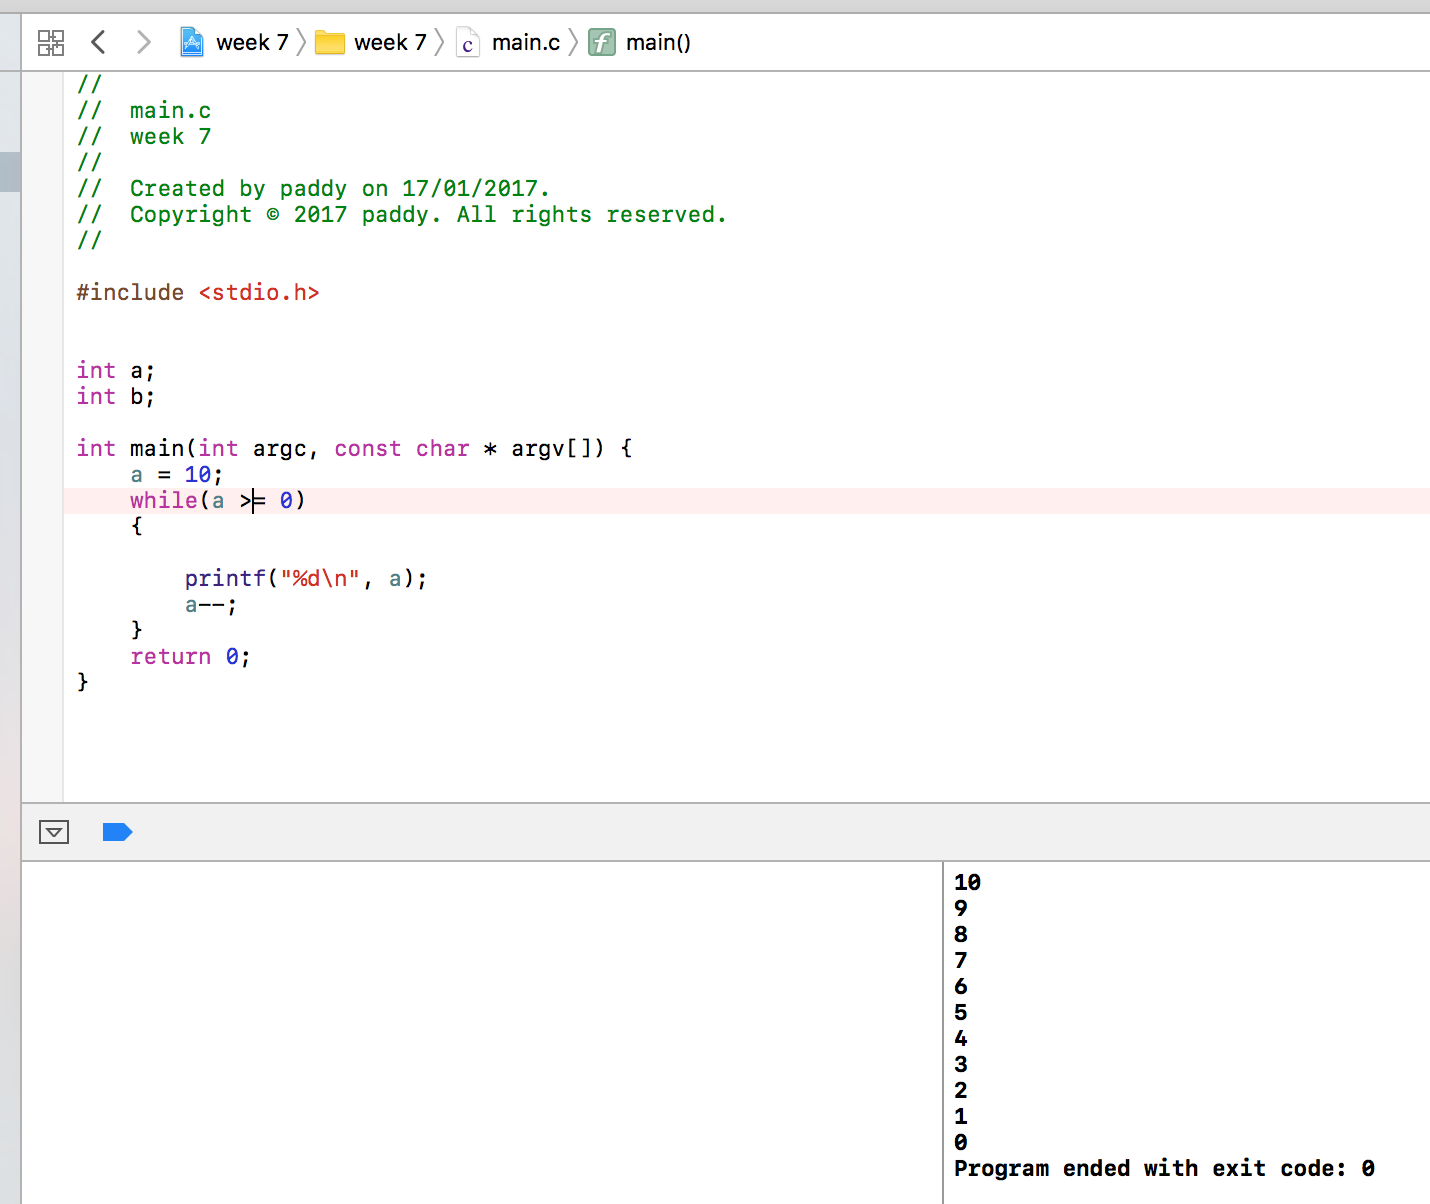 week 7 week 7 main.c main()
//
//  main.c
//  week 7
//
//  Created by paddy on 17/01/2017.
//  Copyright © 2017 paddy. All rights reserved.
//
#include <stdio.h>
int a;
int b;
int main(int argc, const char * argv[]) {
    a = 10;
    while(a >= 0)
    {
        printf("%d\n", a);
        a--;
    }
    return 0;
}
10
9
8
7
6
5
4
3
2
1
0
Program ended with exit code: 0